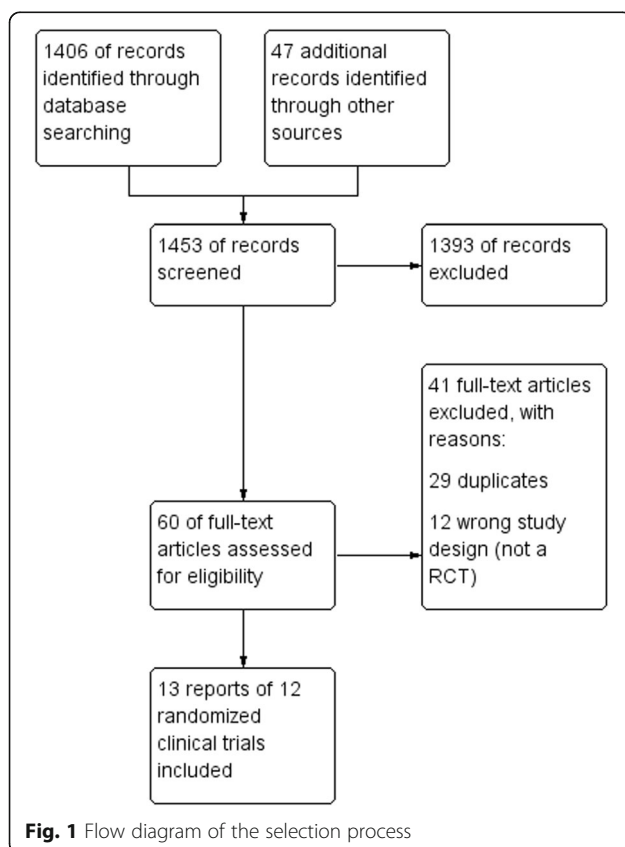 1406 of records
identified through
database
searching
47 additional
records identified
through other
sources
1453 of records
screened
1393 of records
excluded
41 full-text articles
excluded, with
reasons:
29 duplicates
12 wrong study
design (not a
RCT)
60 of full-text
articles assessed
for eligibility
13 reports of 12
randomized
clinical trials
included
Fig. 1 Flow diagram of the selection process